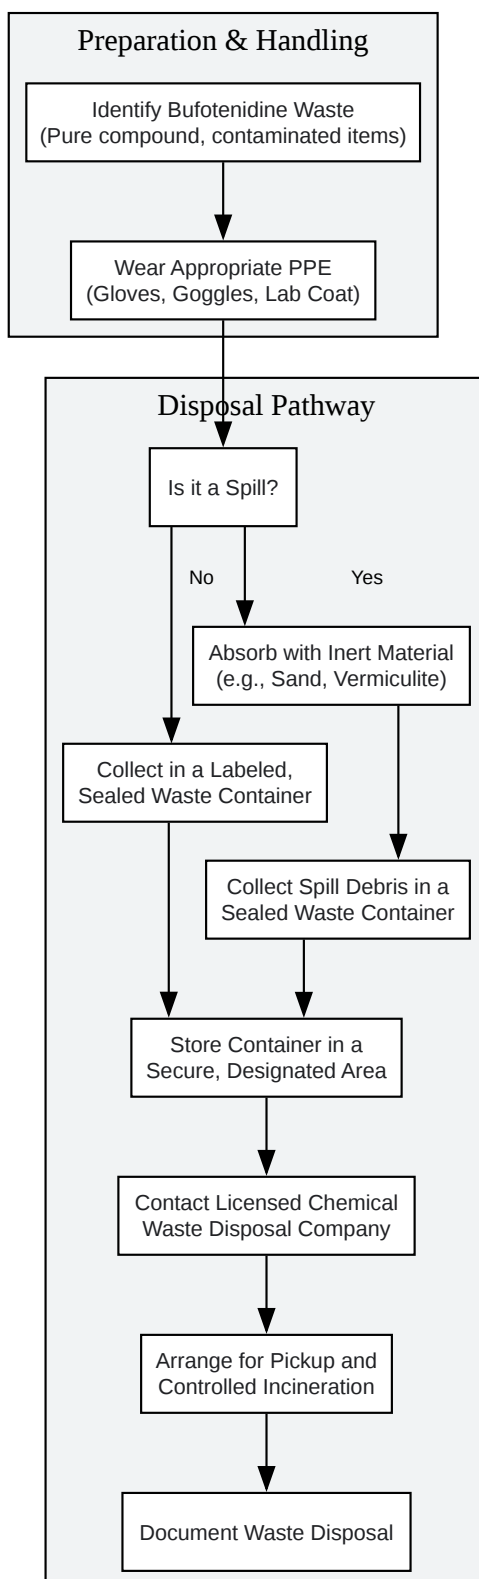 Preparation & Handling
Identify Bufotenidine Waste
(Pure compound, contaminated items)
Wear Appropriate PPE
(Gloves, Goggles, Lab Coat)
Disposal Pathway
Is it a Spill?
No
Yes
Absorb with Inert Material
(e.g., Sand, Vermiculite)
Collect in a Labeled,
Sealed Waste Container
Collect Spill Debris in a
Sealed Waste Container
Store Container in a
Secure, Designated Area
Contact Licensed Chemical
Waste Disposal Company
Arrange for Pickup and
Controlled Incineration
Document Waste Disposal